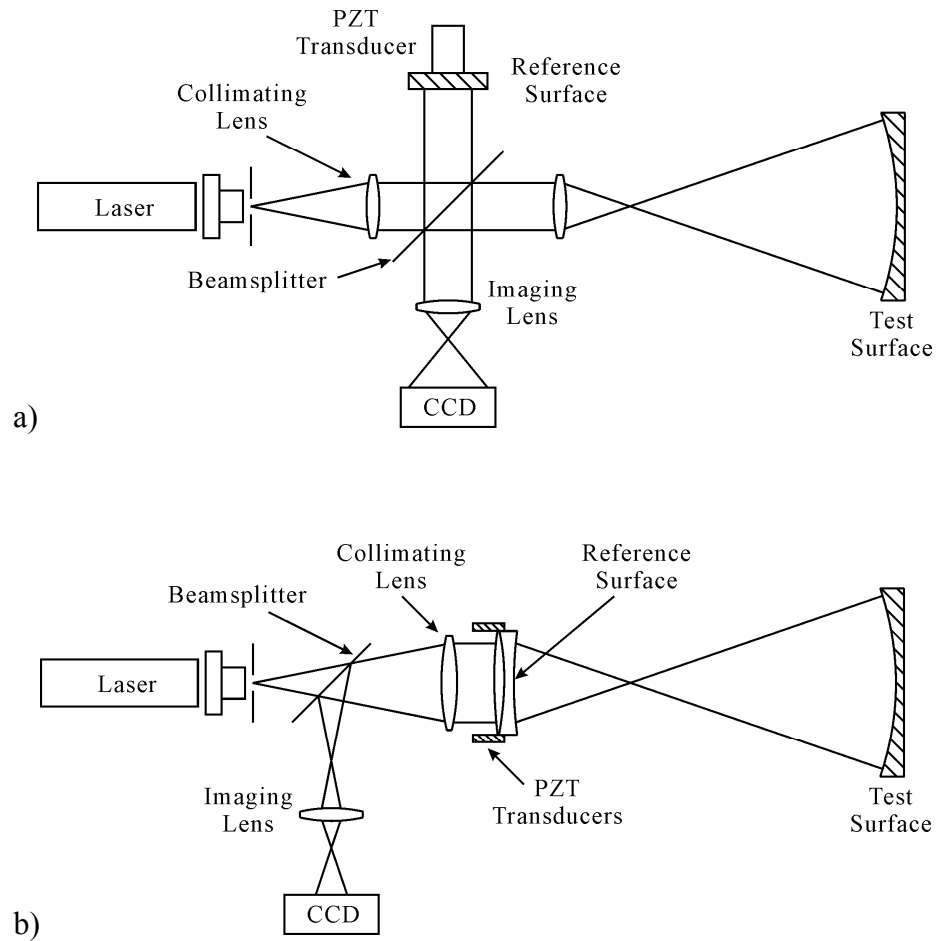 PZT
Transducer
Reference
Surface
Collimating
Lens
Laser
Beamsplitter
Imaging
Lens
Test
Surface
CCD
a)
Collimating
Lens
Reference
Surface
Beamsplitter
Laser
Imaging
Lens
PZT
Transducers
Test
Surface
CCD
b)